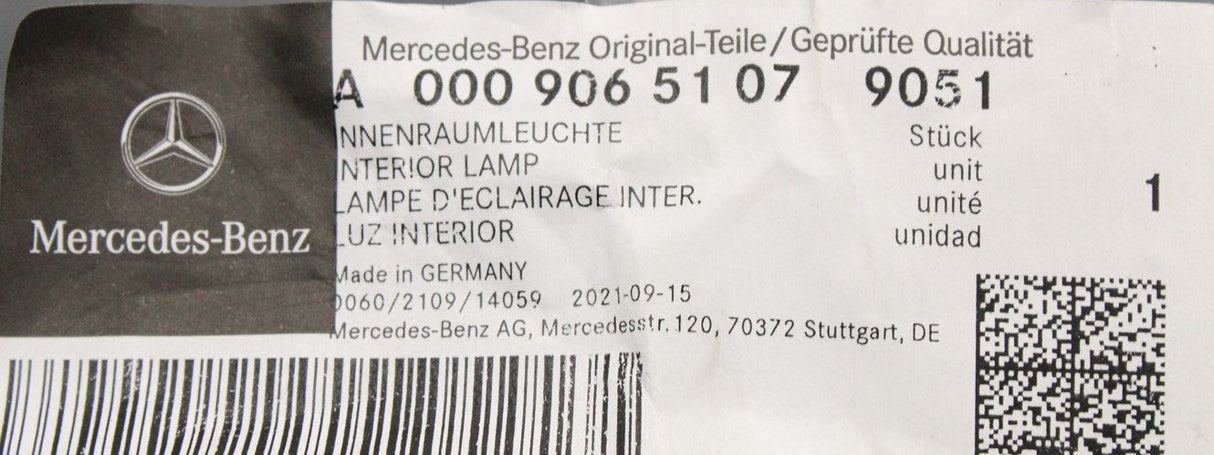 Mercedes-Benz Original-Teile/Geprüfte Qualität
A 000 906 51 07 9051
INNENRAUMLEUCHTE Stück
INTERIOR LAMP unit
LAMPE D'ECLAIRAGE INTER. unité 1
LUZ INTERIOR unidad
Mercedes-Benz
Made in GERMANY
0060/2109/14059 2021-09-15
Mercedes-Benz AG, Mercedesstr. 120, 70372 Stuttgart, DE